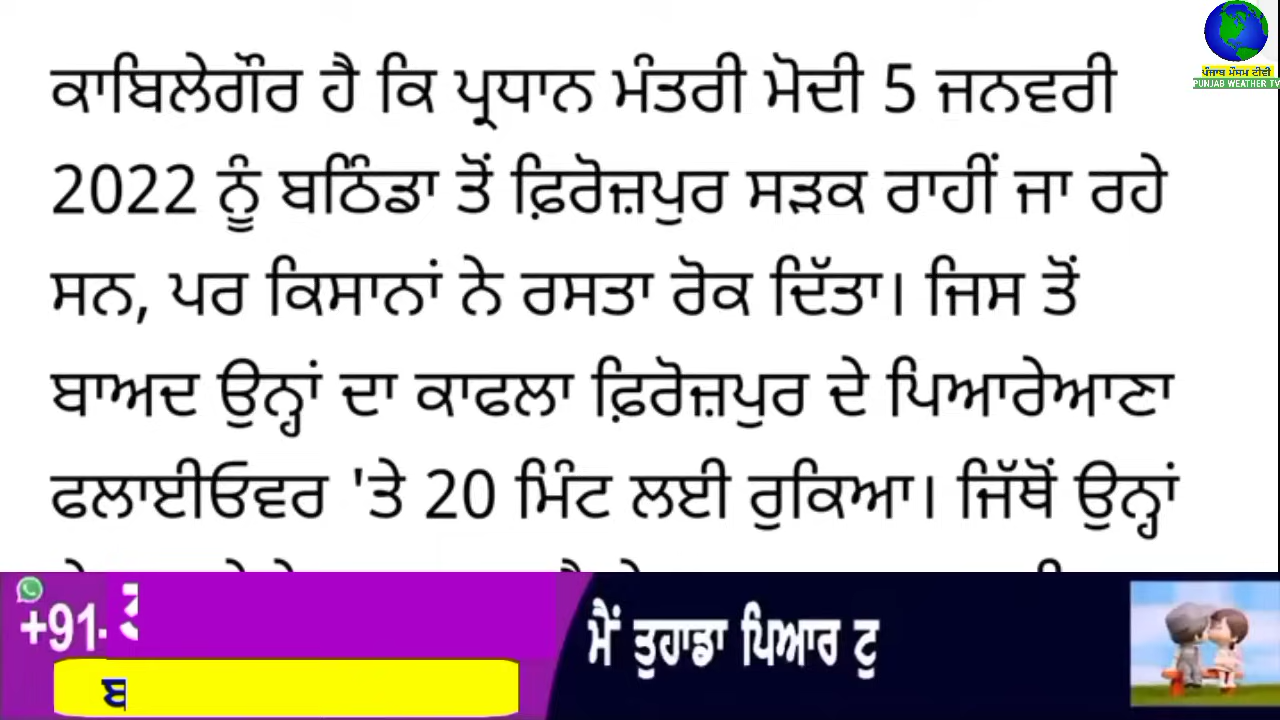 ਕਾਬਿਲੇਗੌਰ ਹੈ ਕਿ ਪ੍ਰਧਾਨ ਮੰਤਰੀ ਮੋਦੀ 5 ਜਨਵਰੀ
2022 ਨੂੰ ਬਠਿੰਡਾ ਤੋਂ ਫ਼ਿਰੋਜ਼ਪੁਰ ਸੜਕ ਰਾਹੀਂ ਜਾ ਰਹੇ
ਸਨ, ਪਰ ਕਿਸਾਨਾਂ ਨੇ ਰਸਤਾ ਰੋਕ ਦਿੱਤਾ। ਜਿਸ ਤੋਂ
ਬਾਅਦ ਉਨ੍ਹਾਂ ਦਾ ਕਾਫਲਾ ਫ਼ਿਰੋਜ਼ਪੁਰ ਦੇ ਪਿਆਰੇਆਣਾ
ਫਲਾਈਓਵਰ 'ਤੇ 20 ਮਿੰਟ ਲਈ ਰੁਕਿਆ। ਜਿੱਥੋਂ ਉਨ੍ਹਾਂ
ਪੰਜਾਬ ਮੌਸਮ ਟੀਵੀ
PUNJAB WEATHER TV
+91-
ਮੈਂ ਤੁਹਾਡਾ ਪਿਆਰ ਟੁ